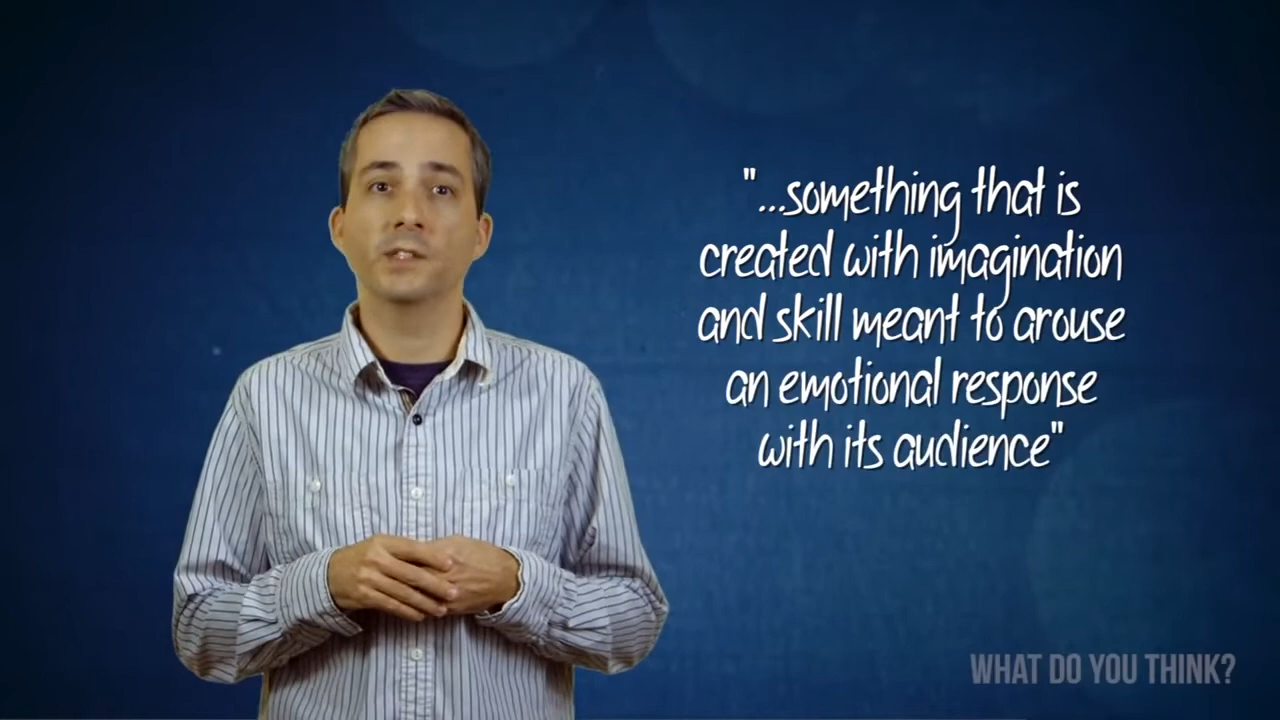 "...something that is
created with imagination
and skill meant to arouse
an emotional response
with its audience"
WHAT DO YOU THINK?